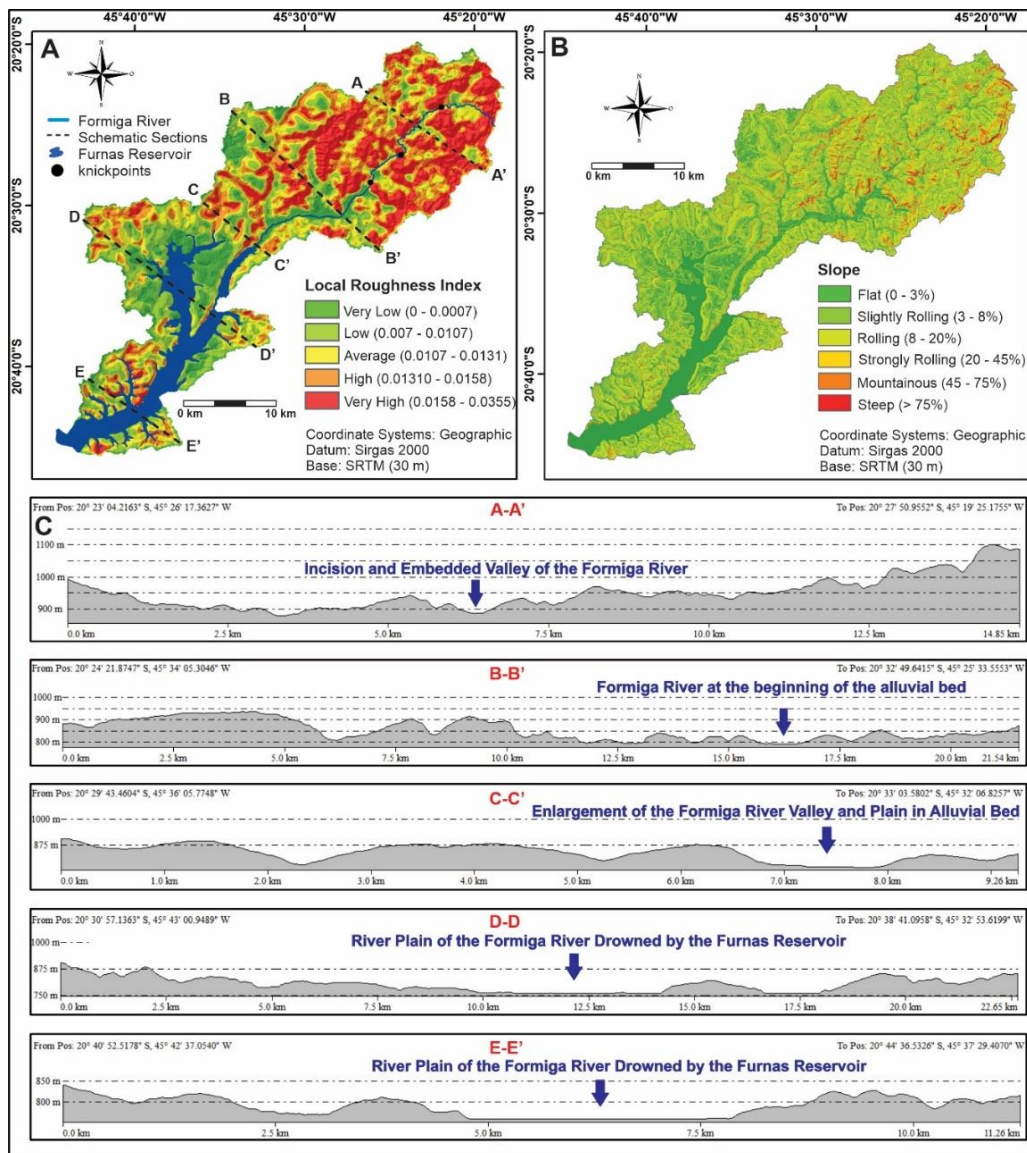 45°40'0"W
45°30'0"W
45°20'0"W
45°30'0"W
45°20'0"W
20°20'0"S
20°30'0"S
20°40'0"S
A
N
W
O
S
Formiga River
Schematic Sections
Furnas Reservoir
knickpoints
A
A'
B
B'
C
C'
D
D'
E
E'
Local Roughness Index
Very Low (0 - 0.0007)
Low (0.007 - 0.0107)
Average (0.0107 - 0.0131)
High (0.01310 - 0.0158)
Very High (0.0158 - 0.0355)
0 km 10 km
Coordinate Systems: Geographic
Datum: Sirgas 2000
Base: SRTM (30 m)
20°20'0"S
20°30'0"S
20°40'0"S
B
N
W
O
S
0 km 10 km
Slope
Flat (0 - 3%)
Slightly Rolling (3 - 8%)
Rolling (8 - 20%)
Strongly Rolling (20 - 45%)
Mountainous (45 - 75%)
Steep (> 75%)
Coordinate Systems: Geographic
Datum: Sirgas 2000
Base: SRTM (30 m)
C
From Pos: 20° 23' 04.2163" S, 45° 26' 17.3627" W
A-A'
To Pos: 20° 27' 50.9552" S, 45° 19' 25.1755" W
Incision and Embedded Valley of the Formiga River
1100 m
1000 m
900 m
0.0 km 2.5 km 5.0 km 7.5 km 10.0 km 12.5 km 14.85 km
From Pos: 20° 24' 21.8747" S, 45° 34' 05.3046" W
B-B'
To Pos: 20° 32' 49.6415" S, 45° 25' 33.5553" W
Formiga River at the beginning of the alluvial bed
1000 m
900 m
800 m
0.0 km 2.5 km 5.0 km 7.5 km 10.0 km 12.5 km 15.0 km 17.5 km 20.0 km 21.54 km
From Pos: 20° 29' 43.4604" S, 45° 36' 05.7748" W
C-C'
To Pos: 20° 33' 03.5802" S, 45° 32' 06.8257" W
Enlargement of the Formiga River Valley and Plain in Alluvial Bed
1000 m
875 m
0.0 km 1.0 km 2.0 km 3.0 km 4.0 km 5.0 km 6.0 km 7.0 km 8.0 km 9.26 km
From Pos: 20° 30' 57.1363" S, 45° 43' 00.9489" W
D-D
To Pos: 20° 38' 41.0958" S, 45° 32' 53.6199" W
River Plain of the Formiga River Drowned by the Furnas Reservoir
1000 m
875 m
750 m
0.0 km 2.5 km 5.0 km 7.5 km 10.0 km 12.5 km 15.0 km 17.5 km 20.0 km 22.65 km
From Pos: 20° 40' 52.5178" S, 45° 42' 37.0540" W
E-E'
To Pos: 20° 44' 36.5326" S, 45° 37' 29.4070" W
River Plain of the Formiga River Drowned by the Furnas Reservoir
850 m
800 m
0.0 km 2.5 km 5.0 km 7.5 km 10.0 km 11.26 km